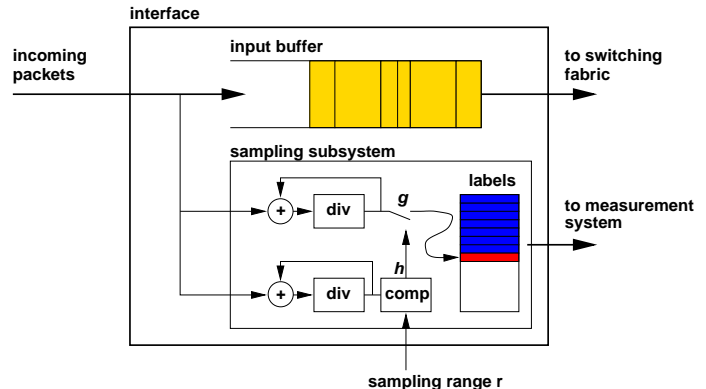 interface
incoming
packets
input buffer
to switching
fabric
sampling subsystem
labels
g
+
div
to measurement
system
h
+
div
comp
sampling range r